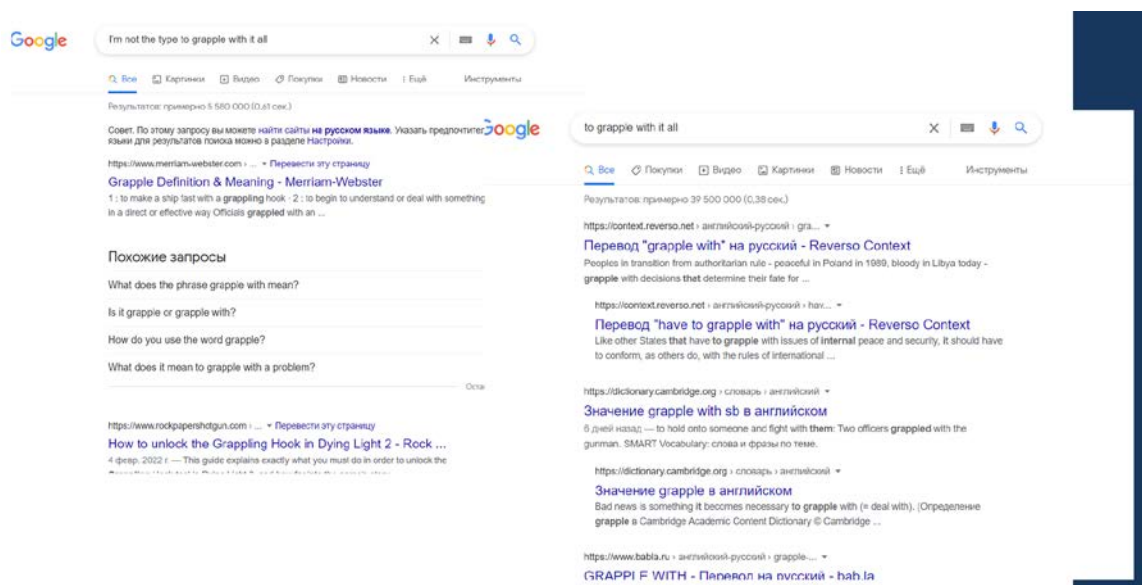 Google
I'm not the type to grapple with it all
Все Картинки Видео Покупки Новости Ещё Инструменты
Результатов: примерно 5 580 000 (0,61 сек.)
Совет. По этому запросу вы можете найти сайты на русском языке. Указать
языки для результатов поиска можно в разделе Настройки.
https://www.merriam-webster.com › ... Перевести эту страницу
Grapple Definition & Meaning - Merriam-Webster
1 : to make a ship fast with a grappling hook · 2 : to begin to understand or deal with something
in a direct or effective way Officials grappled with an ...
Похожие запросы
What does the phrase grapple with mean?
Is it grapple or grapple with?
How do you use the word grapple?
What does it mean to grapple with a problem?
https://www.rockpapershotgun.com › ... Перевести эту страницу
How to unlock the Grappling Hook in Dying Light 2 - Rock ...
4 февр. 2022 г. — This guide explains exactly what you must do in order to unlock the
Google
to grapple with it all
Все Покупки Видео Картинки Новости Ещё Инструменты
Результатов: примерно 39 500 000 (0,38 сек.)
https://context.reverso.net › английский-русский › gra...
Перевод "grapple with" на русский - Reverso Context
Peoples in transition from authoritarian rule - peaceful in Poland in 1989, bloody in Libya today -
grapple with decisions that determine their fate for ...
https://context.reverso.net › английский-русский › hav...
Перевод "have to grapple with" на русский - Reverso Context
Like other States that have to grapple with issues of internal peace and security, it should have
to conform, as others do, with the rules of international ...
https://dictionary.cambridge.org › словарь › английский
Значение grapple with sb в английском
6 дней назад — to hold onto someone and fight with them: Two officers grappled with the
gunman. SMART Vocabulary: слова и фразы по теме.
https://dictionary.cambridge.org › словарь › английский
Значение grapple в английском
Bad news is something it becomes necessary to grapple with (= deal with). (Определение
grapple в Cambridge Academic Content Dictionary © Cambridge ...
https://www.babla.ru › английский-русский › grapple-...
GRAPPLE WITH - Перевод на русский - bab.la